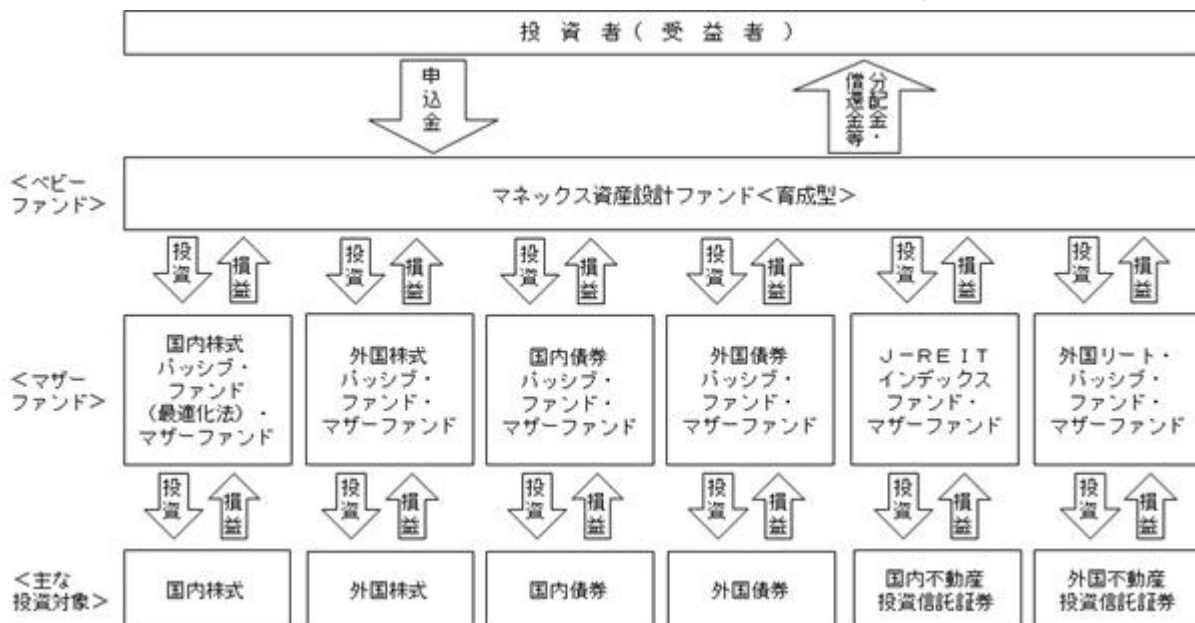 投資者(受益者)
申込金
分配金・
償還金等
＜ベビー
ファンド＞
マネックス資産設計ファンド＜育成型＞
投資
損益
投資
損益
投資
損益
投資
損益
投資
損益
投資
損益
＜マザー
ファンド＞
国内株式
パッシブ・
ファンド
(最適化法)・
マザーファンド
外国株式
パッシブ・
ファンド・
マザーファンド
国内債券
パッシブ・
ファンド・
マザーファンド
外国債券
パッシブ・
ファンド・
マザーファンド
Ｊ－ＲＥＩＴ
インデックス
ファンド・
マザーファンド
外国リート・
パッシブ・
ファンド・
マザーファンド
投資
損益
投資
損益
投資
損益
投資
損益
投資
損益
投資
損益
＜主な
投資対象＞
国内株式
外国株式
国内債券
外国債券
国内不動産
投資信託証券
外国不動産
投資信託証券